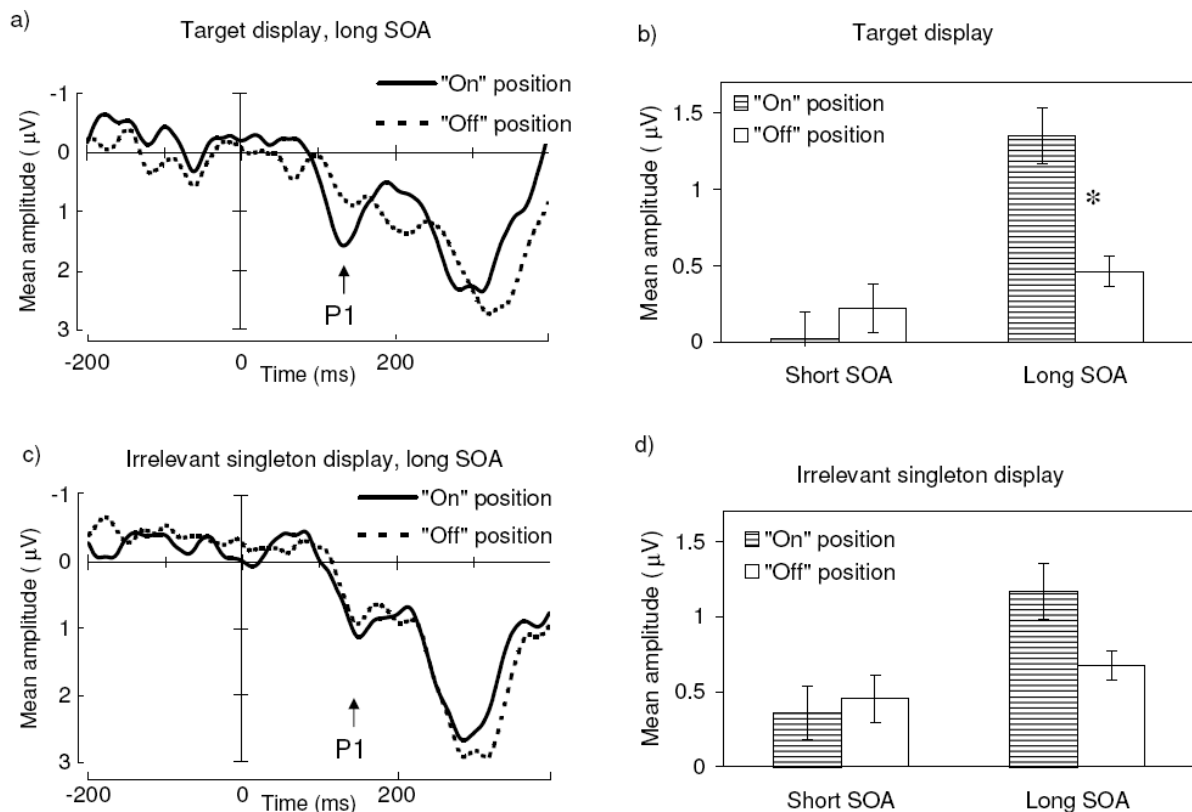 a)
Target display, long SOA
"On" position
"Off" position
-1
0
1
2
3
Mean amplitude ( µV)
P1
-200
0
200
Time (ms)
b)
Target display
"On" position
"Off" position
1.5
1
0.5
0
Mean amplitude ( µV)
*
Short SOA
Long SOA
c)
Irrelevant singleton display, long SOA
"On" position
"Off" position
-1
0
1
2
3
Mean amplitude ( µV)
P1
-200
0
200
Time (ms)
d)
Irrelevant singleton display
"On" position
"Off" position
1.5
1
0.5
0
Mean amplitude ( µV)
Short SOA
Long SOA